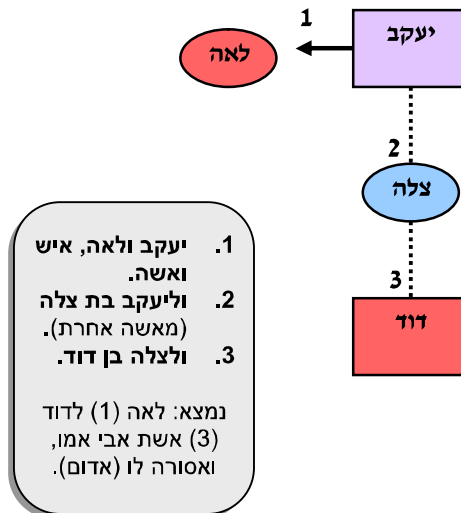 1
יעקב
לאה
2
צלה
3
דוד
1. יעקב ולאה, איש
ואשה.
2. וליעקב בת צלה
(מאשה אחרת).
3. ולצלה בן דוד.
נמצא: לאה (1) לדוד
(3) אשת אבי אמו,
ואסורה לו (אדום).